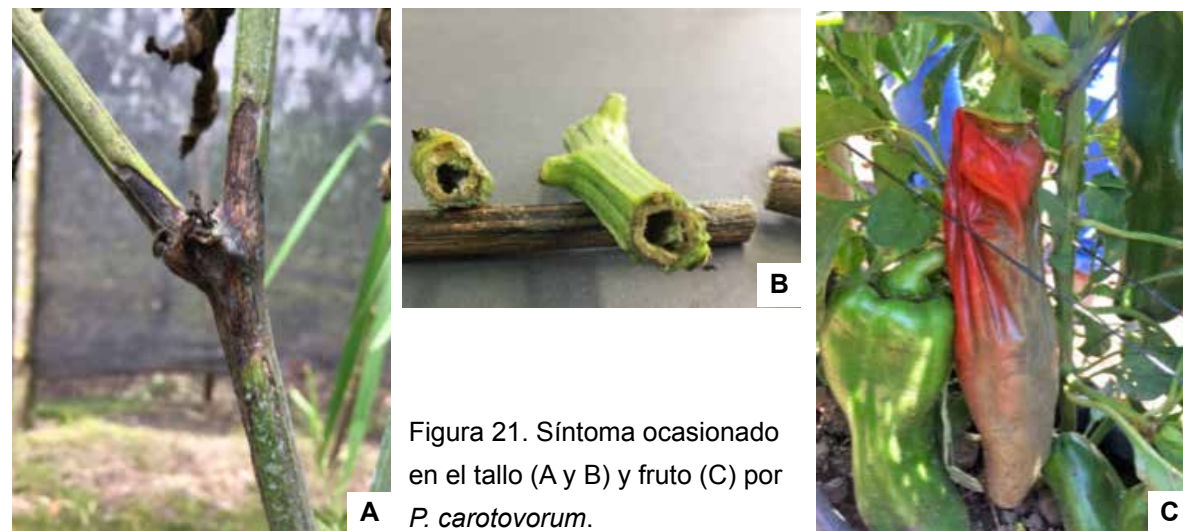 A
B
Figura 21. Síntoma ocasionado
en el tallo (A y B) y fruto (C) por
P. carotovorum.
C